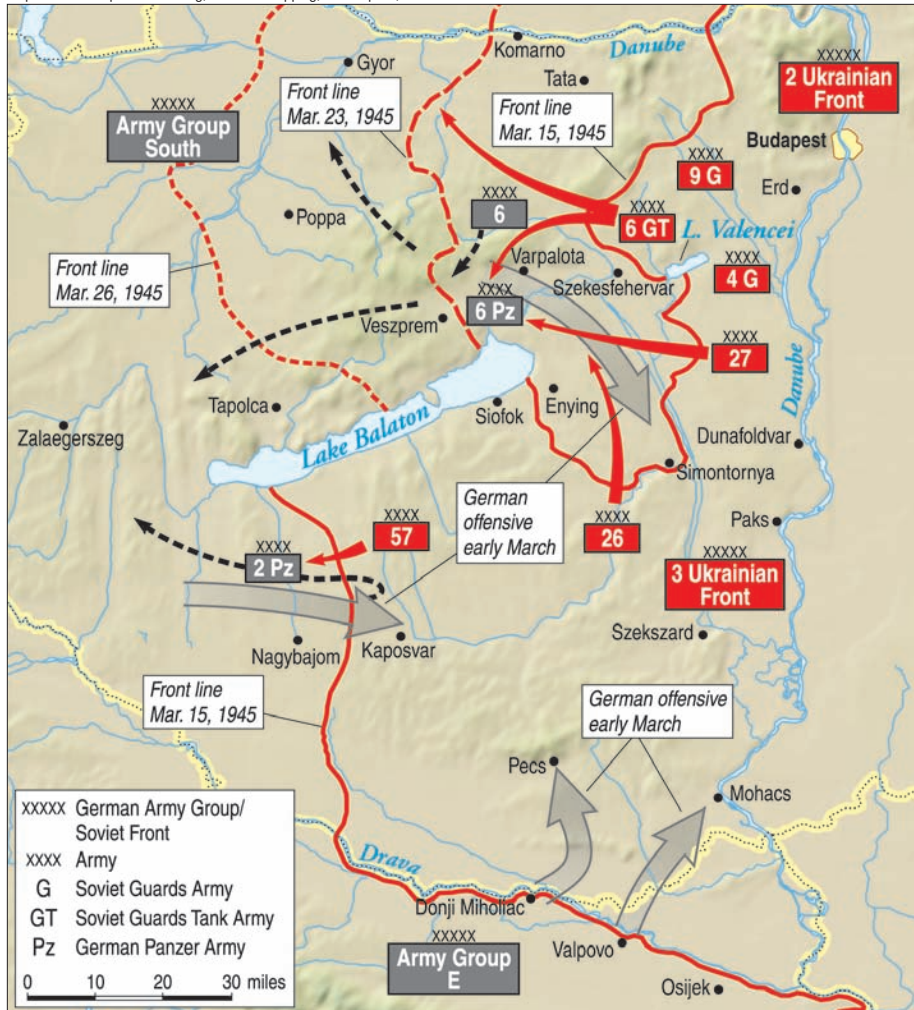 Komarno
Danube
Gyor
Tata
XXXXX
2 Ukrainian
Front
Front line
Mar. 23, 1945
XXXXX
Army Group
South
Front line
Mar. 15, 1945
Budapest
XXXX
9 G
Erd
XXXX
6
XXXX
6 GT
Poppa
L. Valencei
Varpalota
Szekesfehervar
XXXX
4 G
Front line
Mar. 26, 1945
XXXX
6 Pz
Veszprem
27
XXXX
Danube
Tapolca
Siofok
Enying
Lake Balaton
Zalaegerszeg
Dunafoldvar
Simontornya
German
offensive
early March
Paks
XXXX
57
XXXX
26
XXXX
2 Pz
XXXXX
3 Ukrainian
Front
Szekszard
Nagybajom
Kaposvar
Front line
Mar. 15, 1945
German offensive
early March
Pecs
Mohacs
XXXXX German Army Group/
Soviet Front
XXXX Army
G Soviet Guards Army
GT Soviet Guards Tank Army
Pz German Panzer Army
0 10 20 30 miles
Drava
Donji Miholiac
XXXXX
Army Group
E
Valpovo
Osijek